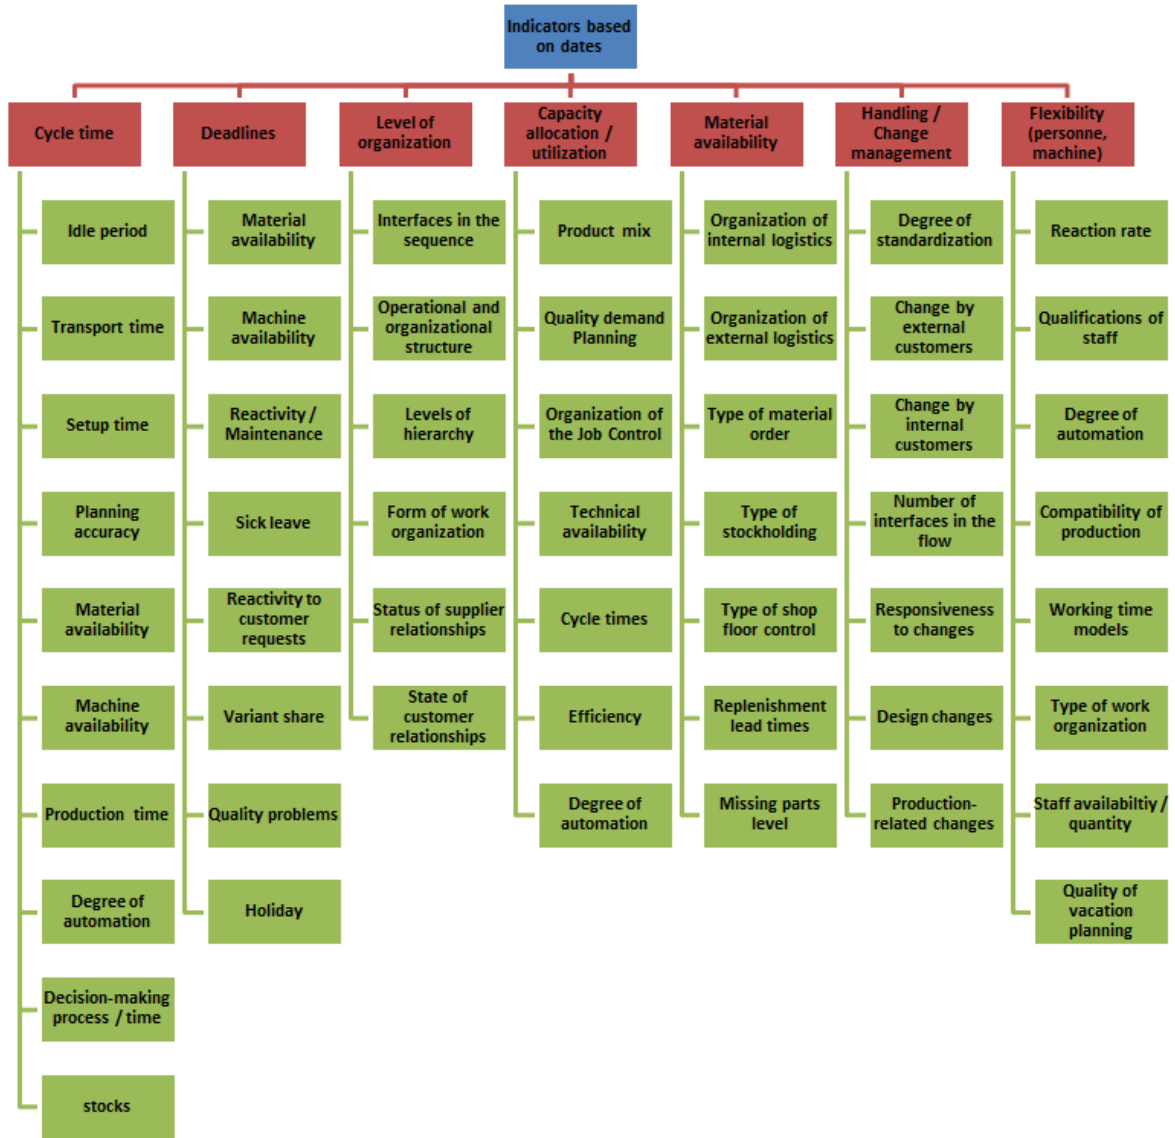 Indicators based
on dates
Cycle time
Deadlines
Level of
organization
Capacity
allocation /
utilization
Material
availability
Handling /
Change
management
Flexibility
(personne,
machine)
Idle period
Transport time
Setup time
Planning
accuracy
Material
availability
Machine
availability
Production time
Degree of
automation
Decision-making
process / time
stocks
Material
availability
Machine
availability
Reactivity /
Maintenance
Sick leave
Reactivity to
customer
requests
Variant share
Quality problems
Holiday
Interfaces in the
sequence
Operational and
organizational
structure
Levels of
hierarchy
Form of work
organization
Status of supplier
relationships
State of
customer
relationships
Product mix
Quality demand
Planning
Organization of
the Job Control
Technical
availability
Cycle times
Efficiency
Degree of
automation
Organization of
internal logistics
Organization of
external logistics
Type of material
order
Type of
stockholding
Type of shop
floor control
Replenishment
lead times
Missing parts
level
Degree of
standardization
Change by
external
customers
Change by
internal
customers
Number of
interfaces in the
flow
Responsiveness
to changes
Design changes
Production-
related changes
Reaction rate
Qualifications of
staff
Degree of
automation
Compatibility of
production
Working time
models
Type of work
organization
Staff availabiltiy /
quantity
Quality of
vacation
planning